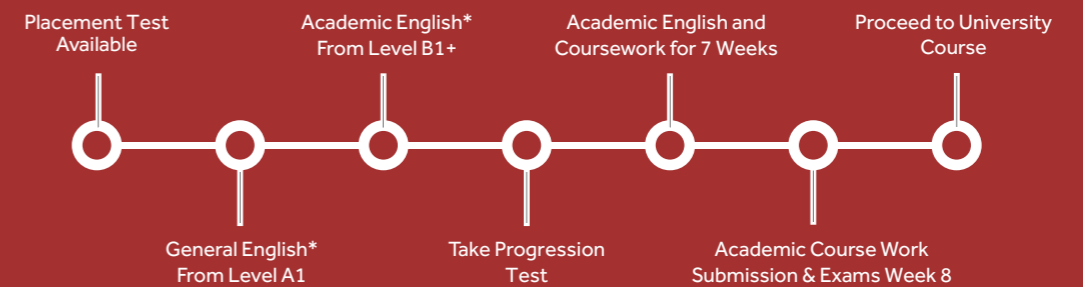 Placement Test
Available
General English*
From Level A1
Academic English*
From Level B1+
Take Progression
Test
Academic English and
Coursework for 7 Weeks
Academic Course Work
Submission & Exams Week 8
Proceed to University
Course